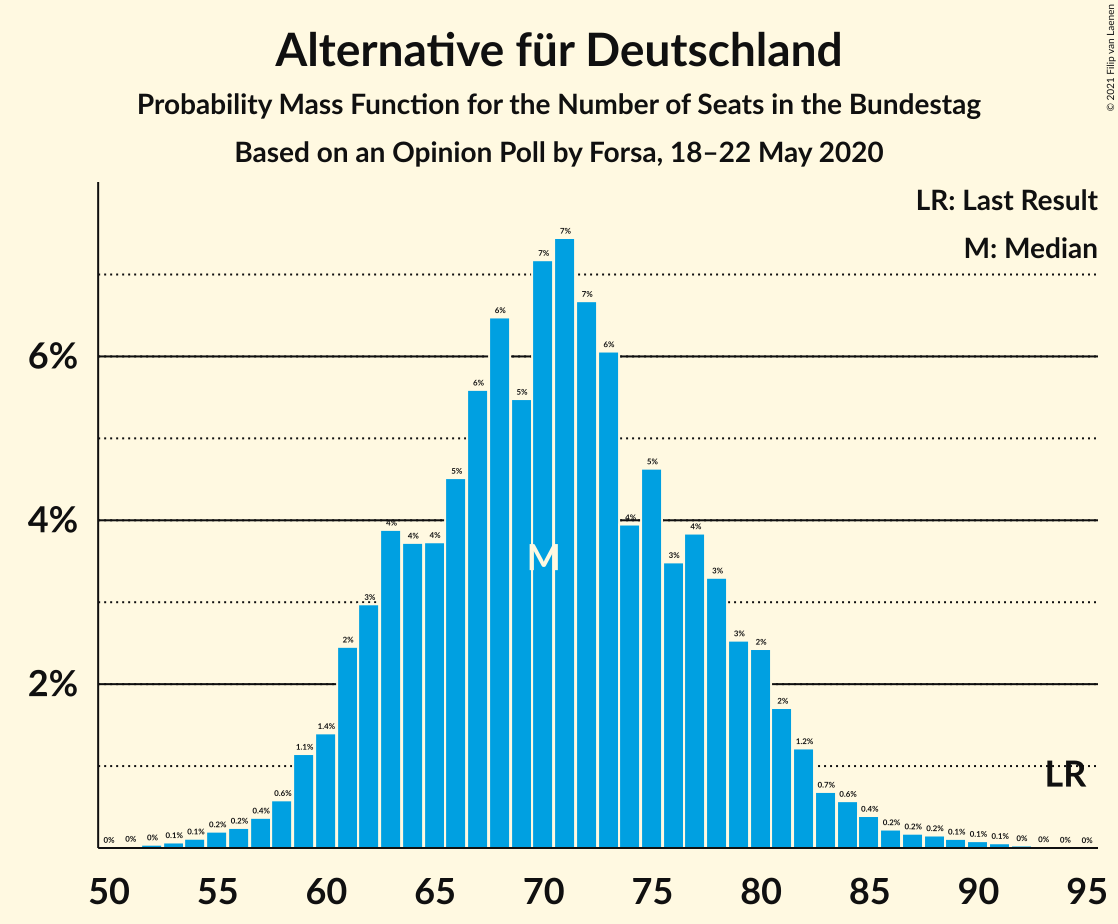 Alternative für Deutschland
Probability Mass Function for the Number of Seats in the Bundestag
Based on an Opinion Poll by Forsa, 18–22 May 2020
© 2021 Filip van Laenen
LR: Last Result
M: Median
6%
4%
2%
0% 0% 0% 0.1% 0.1% 0.2% 0.2% 0.4% 0.6% 1.1% 1.4% 2% 3% 4% 4% 4% 5% 6% 6% 5% 7% 7% 7% 6% 4% 5% 3% 4% 3% 3% 2% 2% 1.2% 0.7% 0.6% 0.4% 0.2% 0.2% 0.2% 0.1% 0.1% 0.1% 0% 0% 0% 0%
M
LR
50 55 60 65 70 75 80 85 90 95